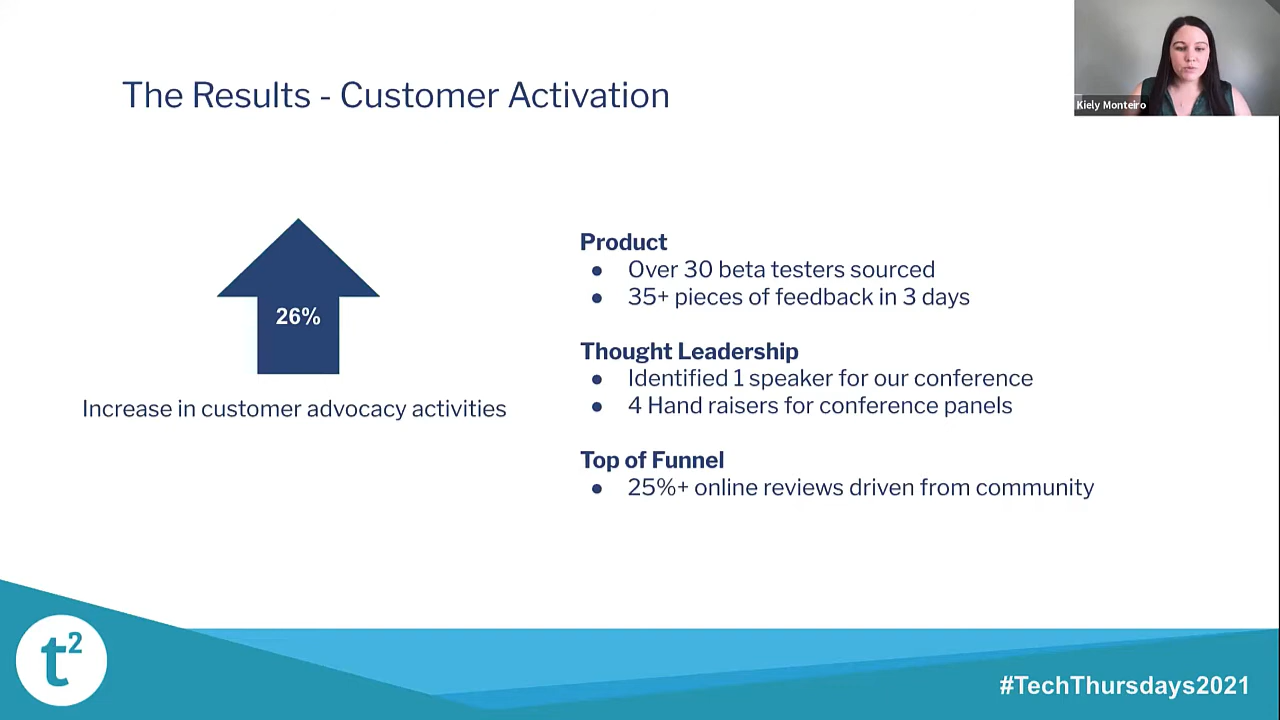 The Results - Customer Activation
Kiely Monteiro
26%
Increase in customer advocacy activities
Product
● Over 30 beta testers sourced
● 35+ pieces of feedback in 3 days
Thought Leadership
● Identified 1 speaker for our conference
● 4 Hand raisers for conference panels
Top of Funnel
● 25%+ online reviews driven from community
t²
#TechThursdays2021